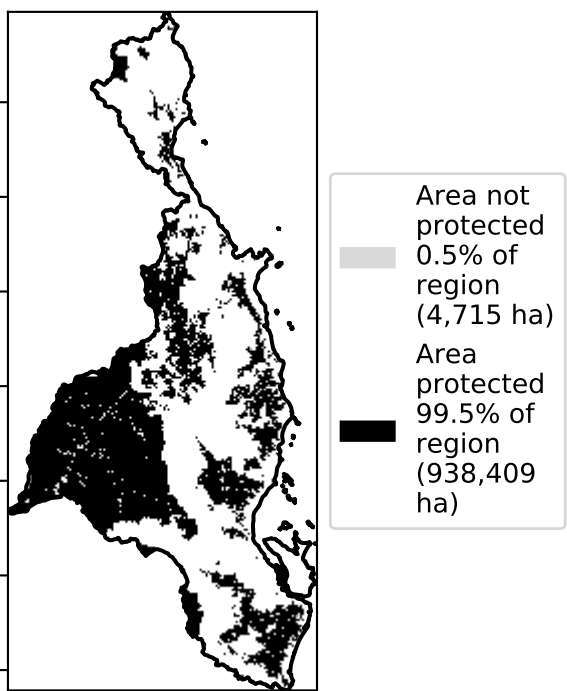 Area not
protected
0.5% of
region
(4,715 ha)
Area
protected
99.5% of
region
(938,409
ha)